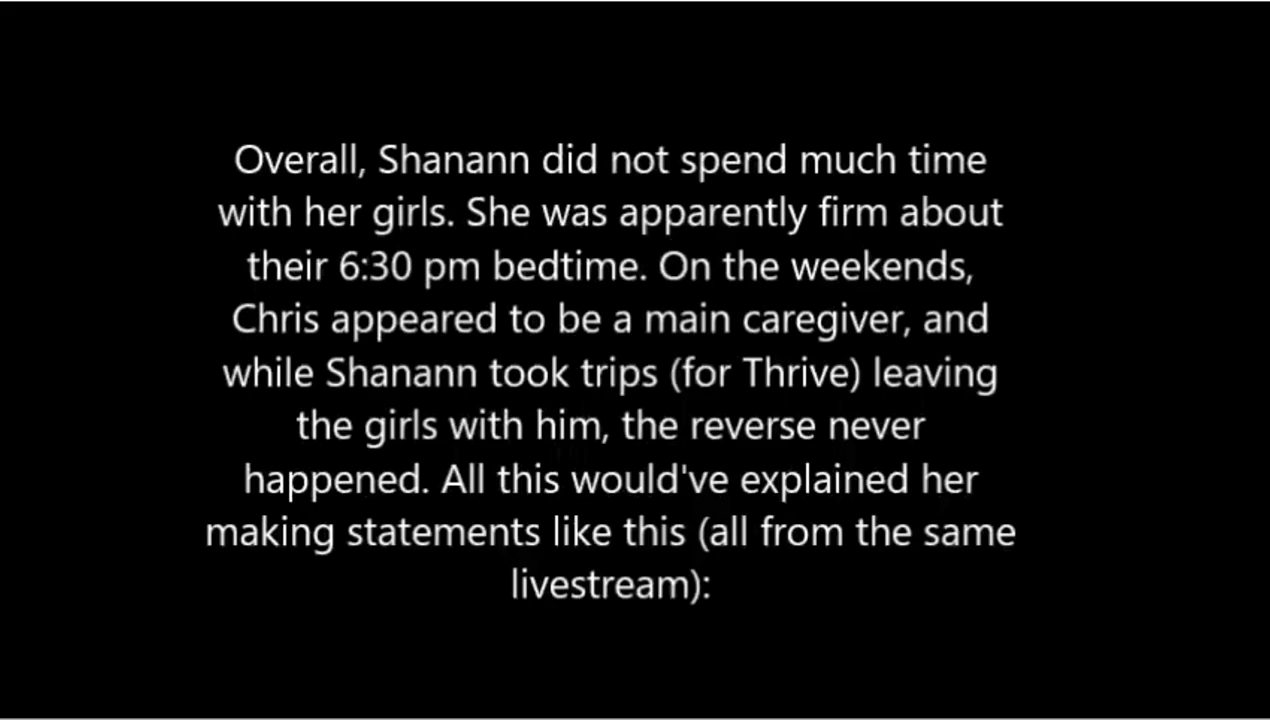 Overall, Shanann did not spend much time
with her girls. She was apparently firm about
their 6:30 pm bedtime. On the weekends,
Chris appeared to be a main caregiver, and
while Shanann took trips (for Thrive) leaving
the girls with him, the reverse never
happened. All this would've explained her
making statements like this (all from the same
livestream):